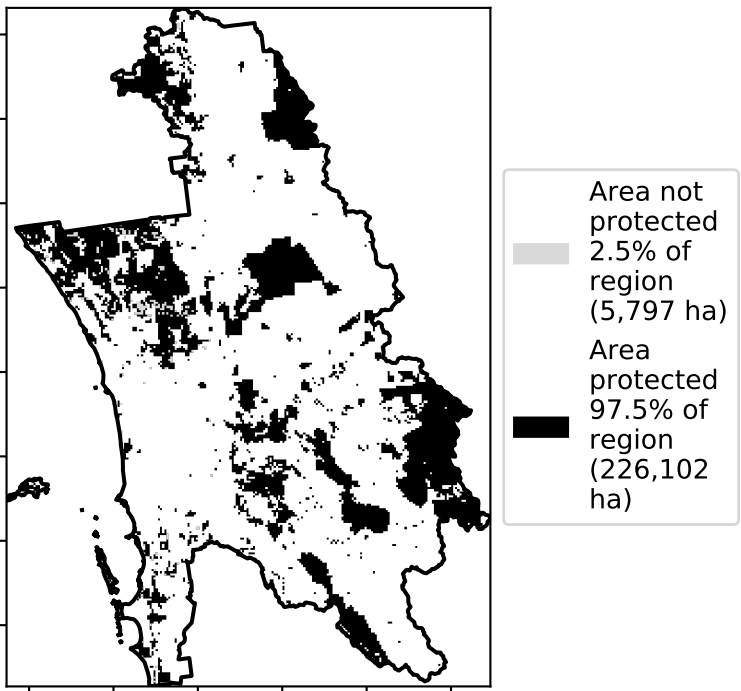 Area not
protected
2.5% of
region
(5,797 ha)
Area
protected
97.5% of
region
(226,102
ha)